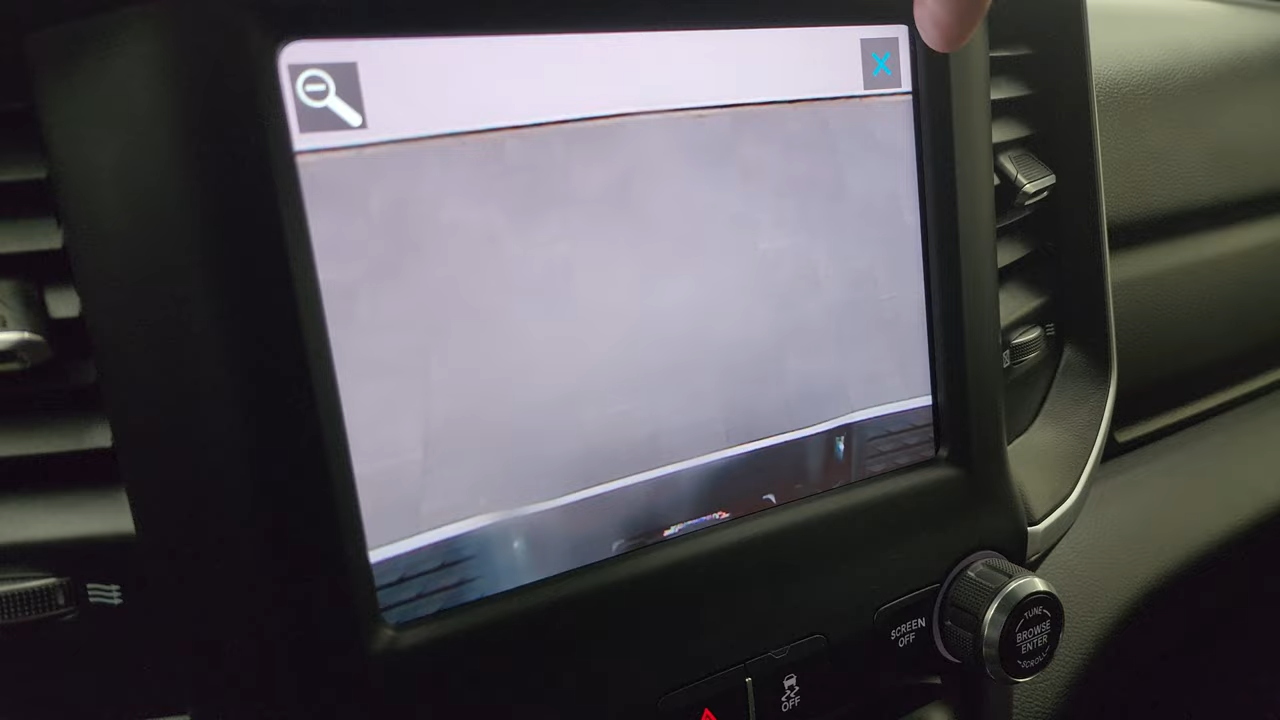 X
SCREEN
OFF
TUNE
BROWSE
ENTER
SCROLL
OFF